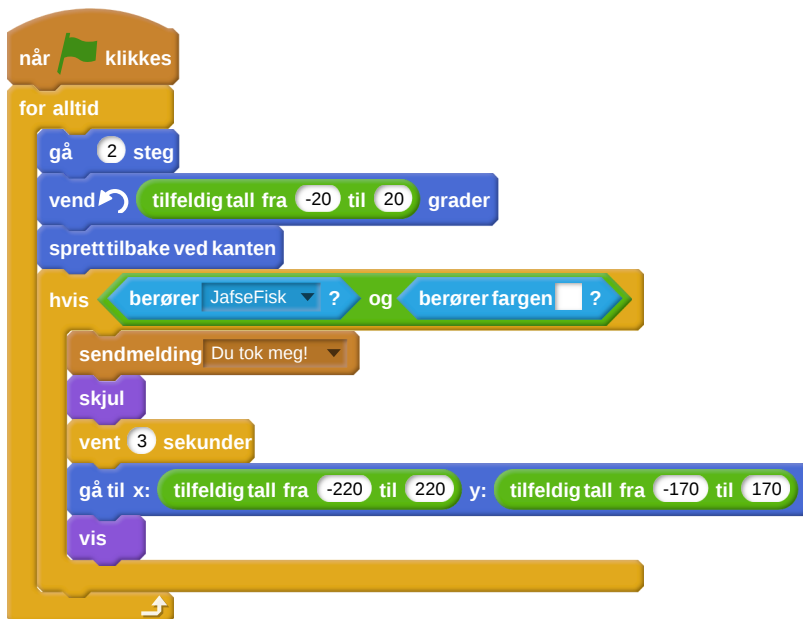 når klikkes
for alltid
gå 2 steg
vend tilfeldig tall fra -20 til 20 grader
sprett tilbake ved kanten
hvis berører JafseFisk ? og berører fargen ?
send melding Du tok meg!
skjul
vent 3 sekunder
gå til x: tilfeldig tall fra -220 til 220 y: tilfeldig tall fra -170 til 170
vis